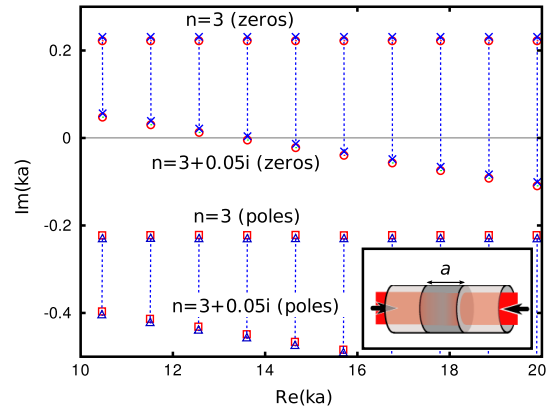 n=3 (zeros)
0.2
0
n=3+0.05i (zeros)
Im(ka)
-0.2
n=3 (poles)
a
n=3+0.05i (poles)
-0.4
10
12
14
16
18
20
Re(ka)